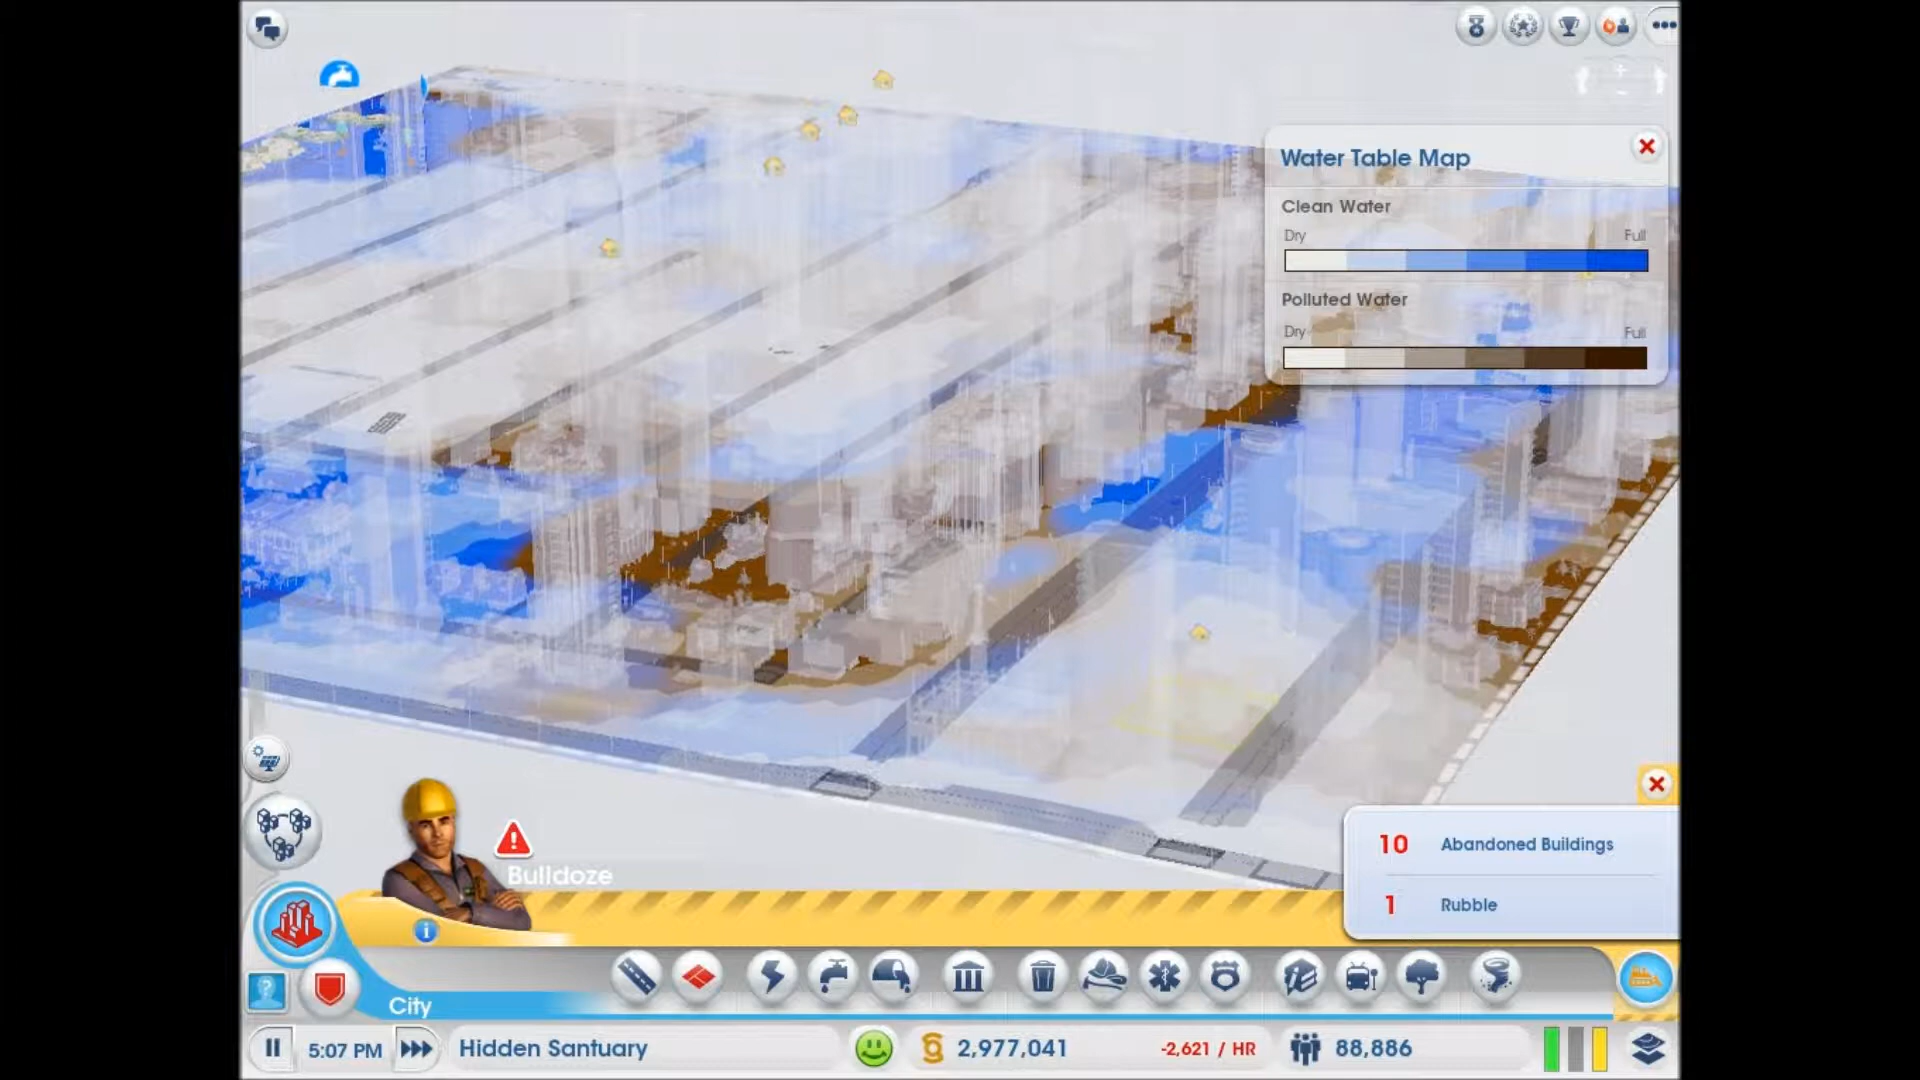 Water Table Map
Clean Water
Dry Full
Polluted Water
Dry Full
10 Abandoned Buildings
1 Rubble
Bulldoze
City
5:07 PM Hidden Santuary 2,977,041 -2,621 / HR 88,886